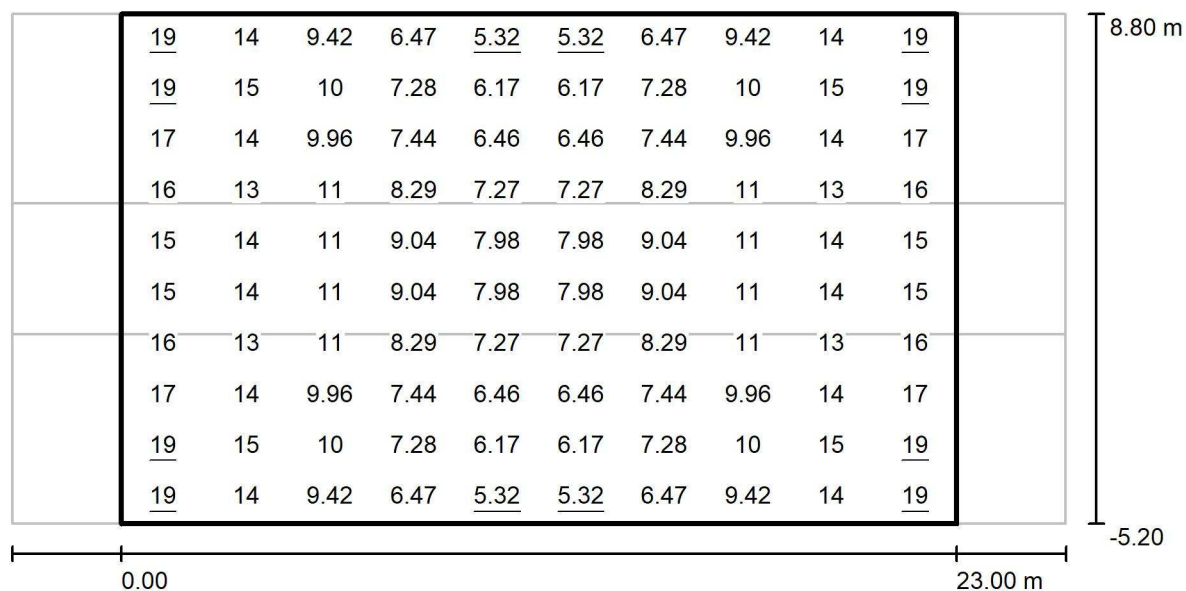 19 14 9.42 6.47 5.32 5.32 6.47 9.42 14 19
8.80 m
19 15 10 7.28 6.17 6.17 7.28 10 15 19
17 14 9.96 7.44 6.46 6.46 7.44 9.96 14 17
16 13 11 8.29 7.27 7.27 8.29 11 13 16
15 14 11 9.04 7.98 7.98 9.04 11 14 15
15 14 11 9.04 7.98 7.98 9.04 11 14 15
16 13 11 8.29 7.27 7.27 8.29 11 13 16
17 14 9.96 7.44 6.46 6.46 7.44 9.96 14 17
19 15 10 7.28 6.17 6.17 7.28 10 15 19
19 14 9.42 6.47 5.32 5.32 6.47 9.42 14 19
-5.20
0.00 23.00 m